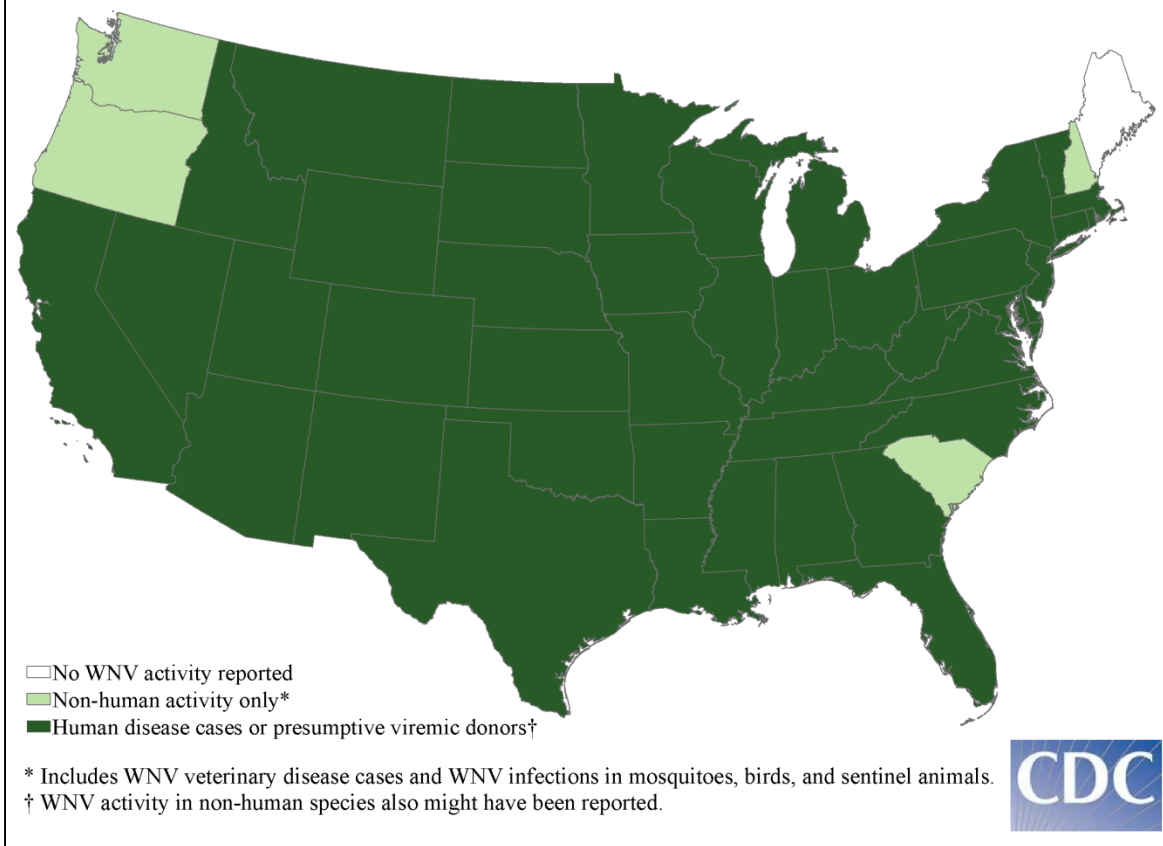 No WNV activity reported
Non-human activity only*
Human disease cases or presumptive viremic donors†
* Includes WNV veterinary disease cases and WNV infections in mosquitoes, birds, and sentinel animals.
† WNV activity in non-human species also might have been reported.
CDC